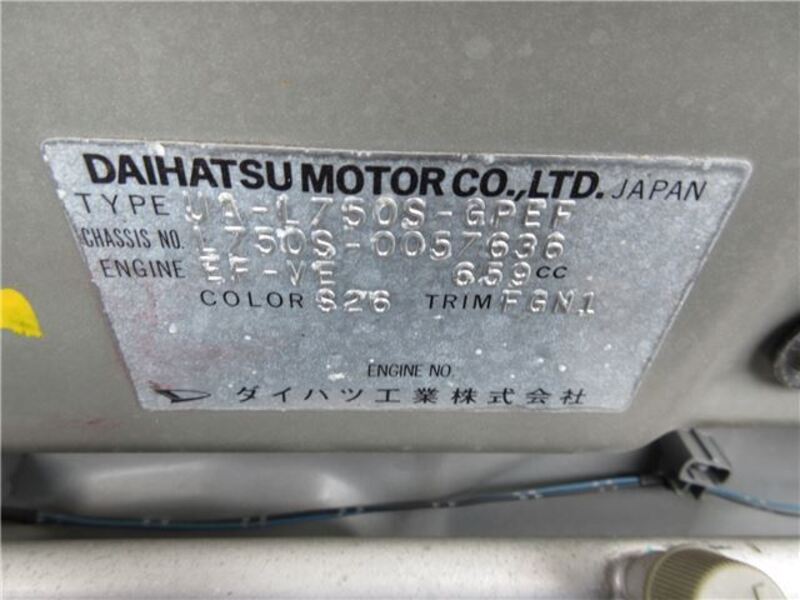 DAIHATSU MOTOR CO.,LTD. JAPAN
TYPE UA-L750S-GPEF
CHASSIS NO. L750S-0057636
ENGINE EF-VE 659cc
COLOR S26 TRIM FGN1
ENGINE NO.
ダイハツ工業株式会社